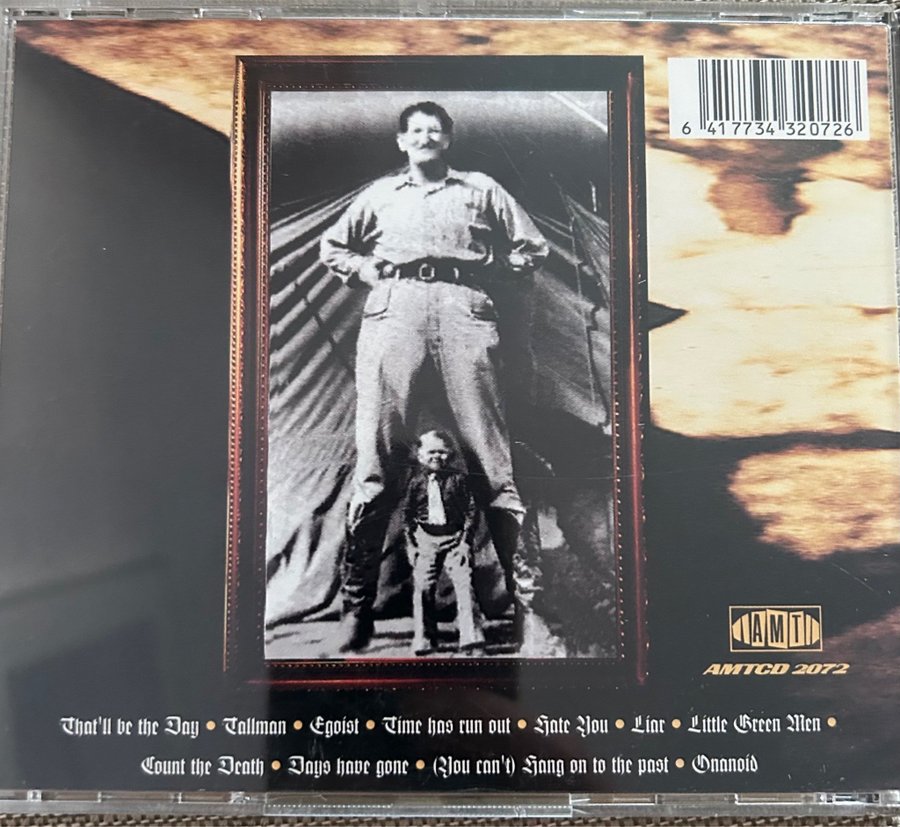 6 417734 320726
AMT
AMTCD 2072
That'll be the Day • Tallman • Egoist • Time has run out • Hate You • Liar • Little Green Men •
Count the Death • Days have gone • (You can't) Hang on to the past • Onanoid